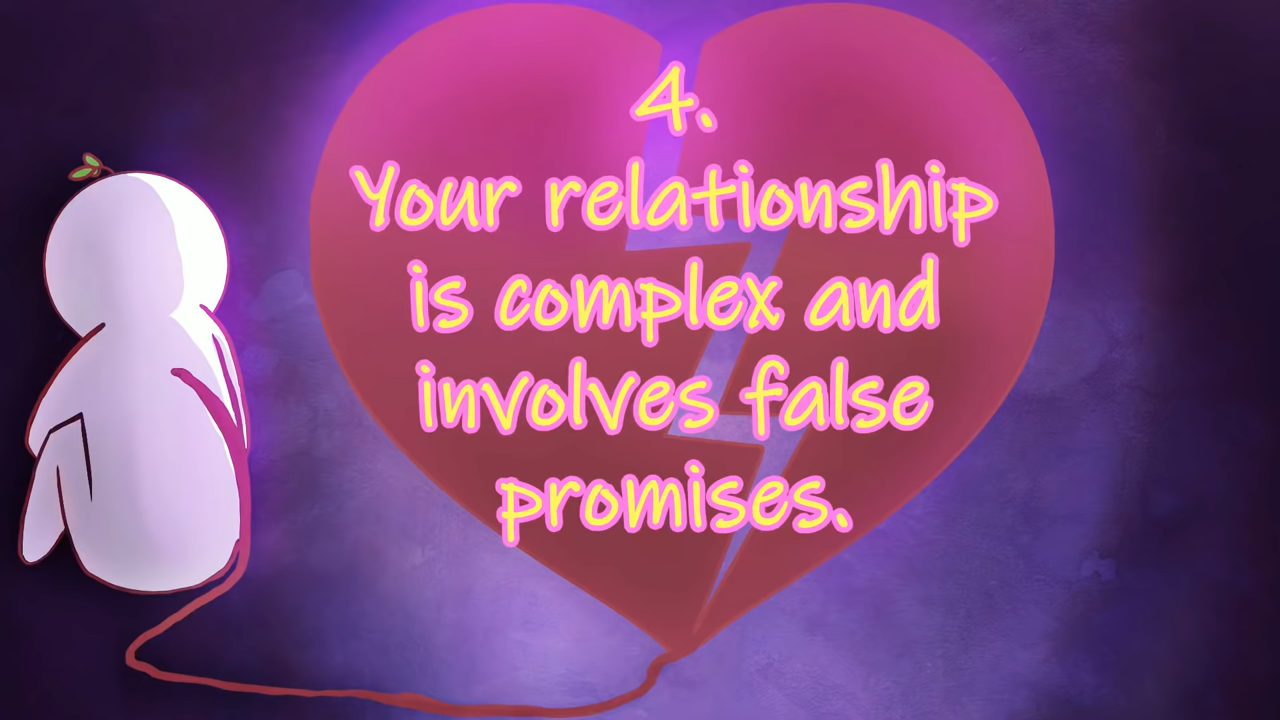 4.
Your relationship
is complex and
involves false
promises.